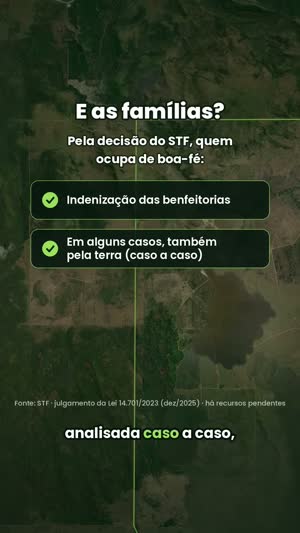 E as famílias?
Pela decisão do STF, quem
ocupa de boa-fé:
Indenização das benfeitorias
Em alguns casos, também
pela terra (caso a caso)
Fonte: STF · julgamento da Lei 14.701/2023 (dez/2025) · há recursos pendentes
analisada caso a caso,